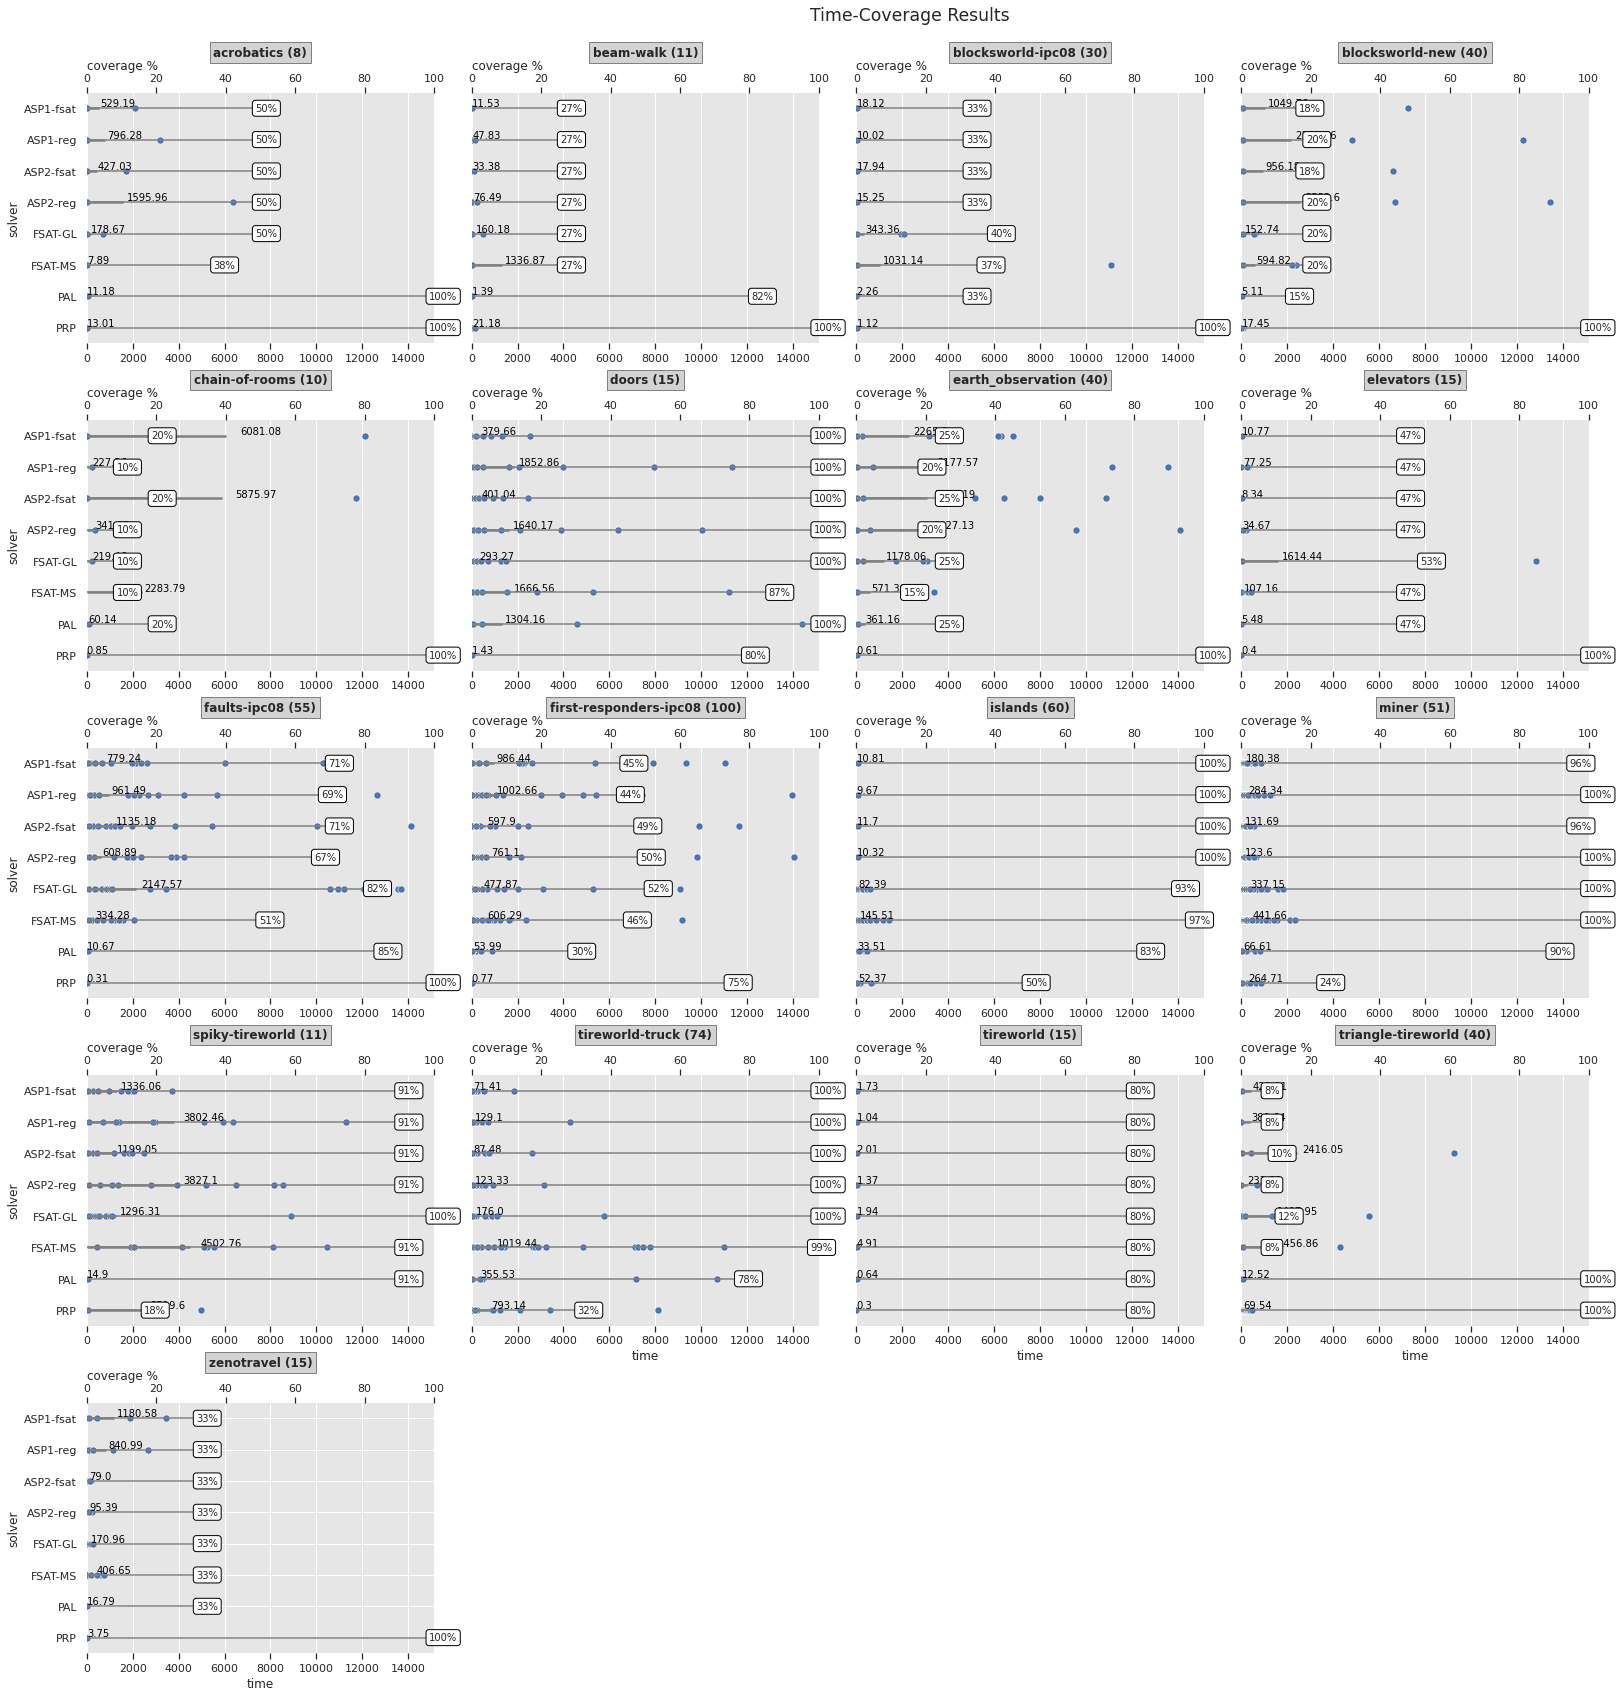 Time-Coverage Results
acrobatics (8)
beam-walk (11)
blocksworld-ipc08 (30)
blocksworld-new (40)
coverage %
coverage %
coverage %
coverage %
0 20 40 60 80 100
0 20 40 60 80 100
0 20 40 60 80 100
0 20 40 60 80 100
solver
ASP1-fsat 529.19 50% 11.53 27% 18.12 33% 18%
ASP1-reg 796.28 50% 47.83 27% 10.02 33% 20%
ASP2-fsat 427.03 50% 33.38 27% 17.94 33% 18%
ASP2-reg 1595.96 50% 76.49 27% 15.25 33% 20%
FSAT-GL 178.67 50% 160.18 27% 343.36 40% 152.74 20%
FSAT-MS 7.89 38% 1336.87 27% 1031.14 37% 594.82 20%
PAL 11.18 100% 1.39 82% 2.26 33% 5.11 15%
PRP 13.01 100% 21.18 100% 1.12 100% 17.45 100%
0 2000 4000 6000 8000 10000 12000 14000
0 2000 4000 6000 8000 10000 12000 14000
0 2000 4000 6000 8000 10000 12000 14000
0 2000 4000 6000 8000 10000 12000 14000
chain-of-rooms (10)
doors (15)
earth_observation (40)
elevators (15)
coverage %
coverage %
coverage %
coverage %
0 20 40 60 80 100
0 20 40 60 80 100
0 20 40 60 80 100
0 20 40 60 80 100
solver
ASP1-fsat 20% 6081.08 379.66 100% 25% 10.77 47%
ASP1-reg 10% 1852.86 100% 20% 77.25 47%
ASP2-fsat 20% 5875.97 401.04 100% 25% 8.34 47%
ASP2-reg 10% 1640.17 100% 20% 34.67 47%
FSAT-GL 10% 293.27 100% 1178.06 25% 1614.44 53%
FSAT-MS 10% 2283.79 1666.56 87% 15% 107.16 47%
PAL 60.14 20% 1304.16 100% 361.16 25% 5.48 47%
PRP 0.85 100% 1.43 80% 0.61 100% 0.4 100%
0 2000 4000 6000 8000 10000 12000 14000
0 2000 4000 6000 8000 10000 12000 14000
0 2000 4000 6000 8000 10000 12000 14000
0 2000 4000 6000 8000 10000 12000 14000
faults-ipc08 (55)
first-responders-ipc08 (100)
islands (60)
miner (51)
coverage %
coverage %
coverage %
coverage %
0 20 40 60 80 100
0 20 40 60 80 100
0 20 40 60 80 100
0 20 40 60 80 100
solver
ASP1-fsat 779.24 71% 986.44 45% 10.81 100% 180.38 96%
ASP1-reg 961.49 69% 1002.66 44% 9.67 100% 284.34 100%
ASP2-fsat 1135.18 71% 597.9 49% 11.7 100% 131.69 96%
ASP2-reg 608.89 67% 761.1 50% 10.32 100% 123.6 100%
FSAT-GL 2147.57 82% 477.87 52% 82.39 93% 337.15 100%
FSAT-MS 334.28 51% 606.29 46% 145.51 97% 441.66 100%
PAL 10.67 85% 53.99 30% 33.51 83% 66.61 90%
PRP 0.31 100% 0.77 75% 52.37 50% 264.71 24%
0 2000 4000 6000 8000 10000 12000 14000
0 2000 4000 6000 8000 10000 12000 14000
0 2000 4000 6000 8000 10000 12000 14000
0 2000 4000 6000 8000 10000 12000 14000
spiky-tireworld (11)
tireworld-truck (74)
tireworld (15)
triangle-tireworld (40)
coverage %
coverage %
coverage %
coverage %
0 20 40 60 80 100
0 20 40 60 80 100
0 20 40 60 80 100
0 20 40 60 80 100
solver
ASP1-fsat 1336.06 91% 71.41 100% 1.73 80% 8%
ASP1-reg 3802.46 91% 129.1 100% 1.04 80% 8%
ASP2-fsat 1199.05 91% 87.48 100% 2.01 80% 10% 2416.05
ASP2-reg 3827.1 91% 123.33 100% 1.37 80% 8%
FSAT-GL 1296.31 100% 176.0 100% 1.94 80% 12%
FSAT-MS 4502.76 91% 1019.44 99% 4.91 80% 8%
PAL 14.9 91% 355.53 78% 0.64 80% 12.52 100%
PRP 18% 793.14 32% 0.3 80% 69.54 100%
0 2000 4000 6000 8000 10000 12000 14000
0 2000 4000 6000 8000 10000 12000 14000
0 2000 4000 6000 8000 10000 12000 14000
0 2000 4000 6000 8000 10000 12000 14000
time
time
time
zenotravel (15)
coverage %
0 20 40 60 80 100
solver
ASP1-fsat 1180.58 33%
ASP1-reg 840.99 33%
ASP2-fsat 79.0 33%
ASP2-reg 95.39 33%
FSAT-GL 170.96 33%
FSAT-MS 406.65 33%
PAL 16.79 33%
PRP 3.75 100%
0 2000 4000 6000 8000 10000 12000 14000
time